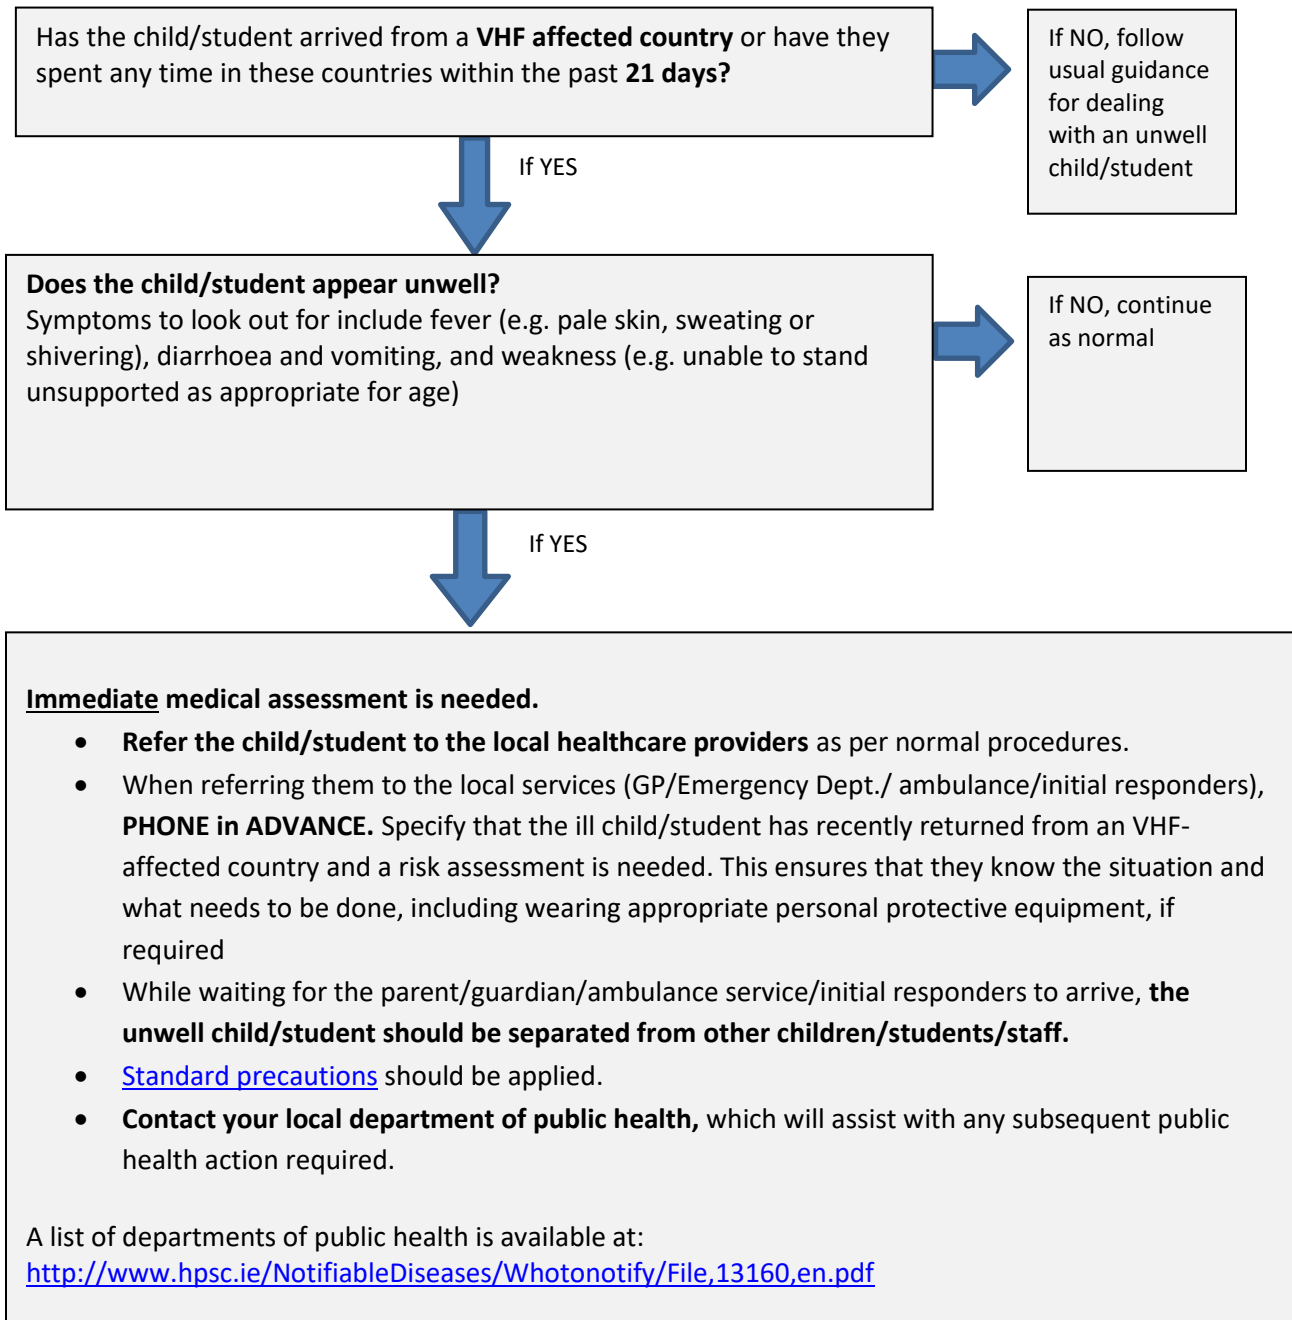 Has the child/student arrived from a VHF affected country or have they
spent any time in these countries within the past 21 days?
If NO, follow
usual guidance
for dealing
with an unwell
child/student
If YES
Does the child/student appear unwell?
Symptoms to look out for include fever (e.g. pale skin, sweating or
shivering), diarrhoea and vomiting, and weakness (e.g. unable to stand
unsupported as appropriate for age)
If NO, continue
as normal
If YES
Immediate medical assessment is needed.
• Refer the child/student to the local healthcare providers as per normal procedures.
• When referring them to the local services (GP/Emergency Dept./ ambulance/initial responders),
PHONE in ADVANCE. Specify that the ill child/student has recently returned from an VHF-
affected country and a risk assessment is needed. This ensures that they know the situation and
what needs to be done, including wearing appropriate personal protective equipment, if
required
• While waiting for the parent/guardian/ambulance service/initial responders to arrive, the
unwell child/student should be separated from other children/students/staff.
• Standard precautions should be applied.
• Contact your local department of public health, which will assist with any subsequent public
health action required.
A list of departments of public health is available at:
http://www.hpsc.ie/NotifiableDiseases/Whotonotify/File,13160,en.pdf